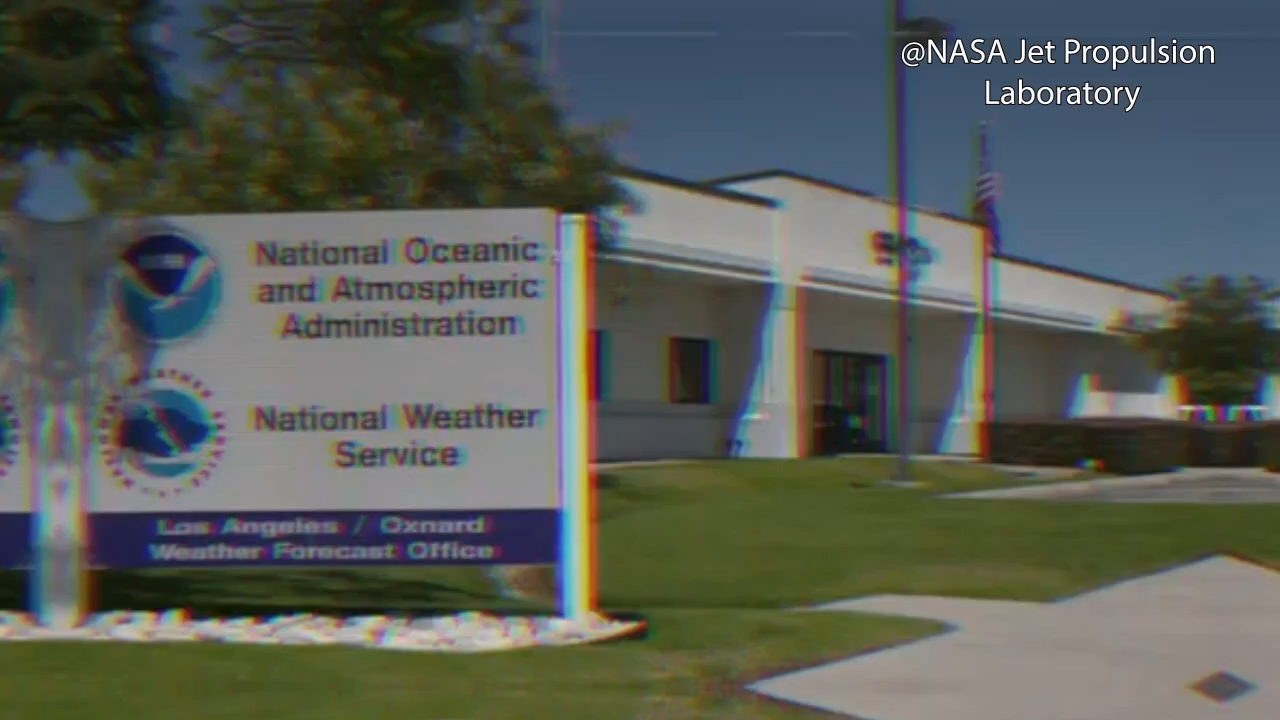 @NASA Jet Propulsion
Laboratory
National Oceanic
and Atmospheric
Administration
National Weather
Service
Los Angeles / Oxnard
Weather Forecast Office